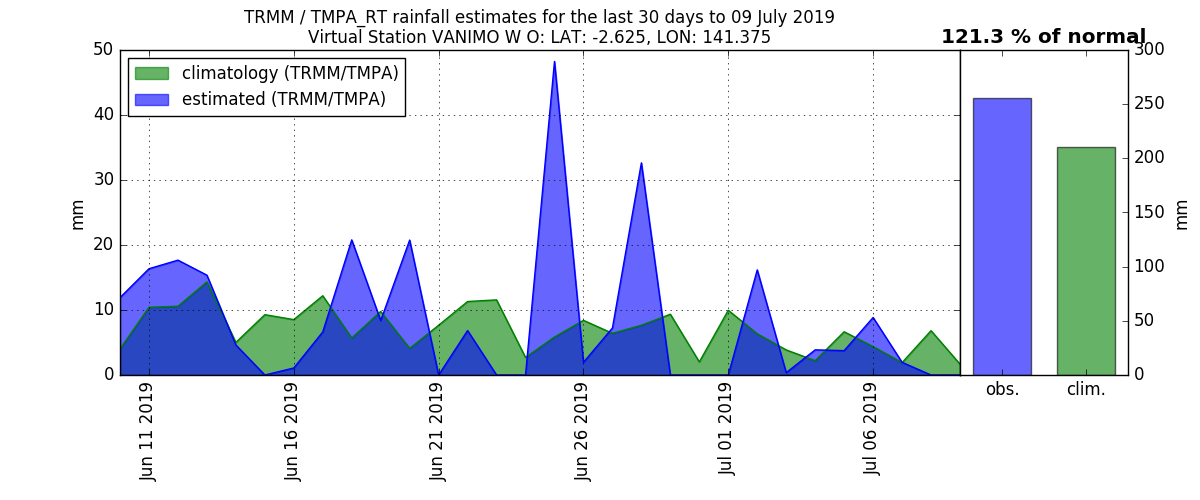 TRMM / TMPA_RT rainfall estimates for the last 30 days to 09 July 2019
Virtual Station VANIMO W O: LAT: -2.625, LON: 141.375
121.3 % of normal
climatology (TRMM/TMPA)
estimated (TRMM/TMPA)
50
40
30
20
10
0
mm
Jun 11 2019
Jun 16 2019
Jun 21 2019
Jun 26 2019
Jul 01 2019
Jul 06 2019
300
250
200
150
100
50
0
mm
obs.
clim.